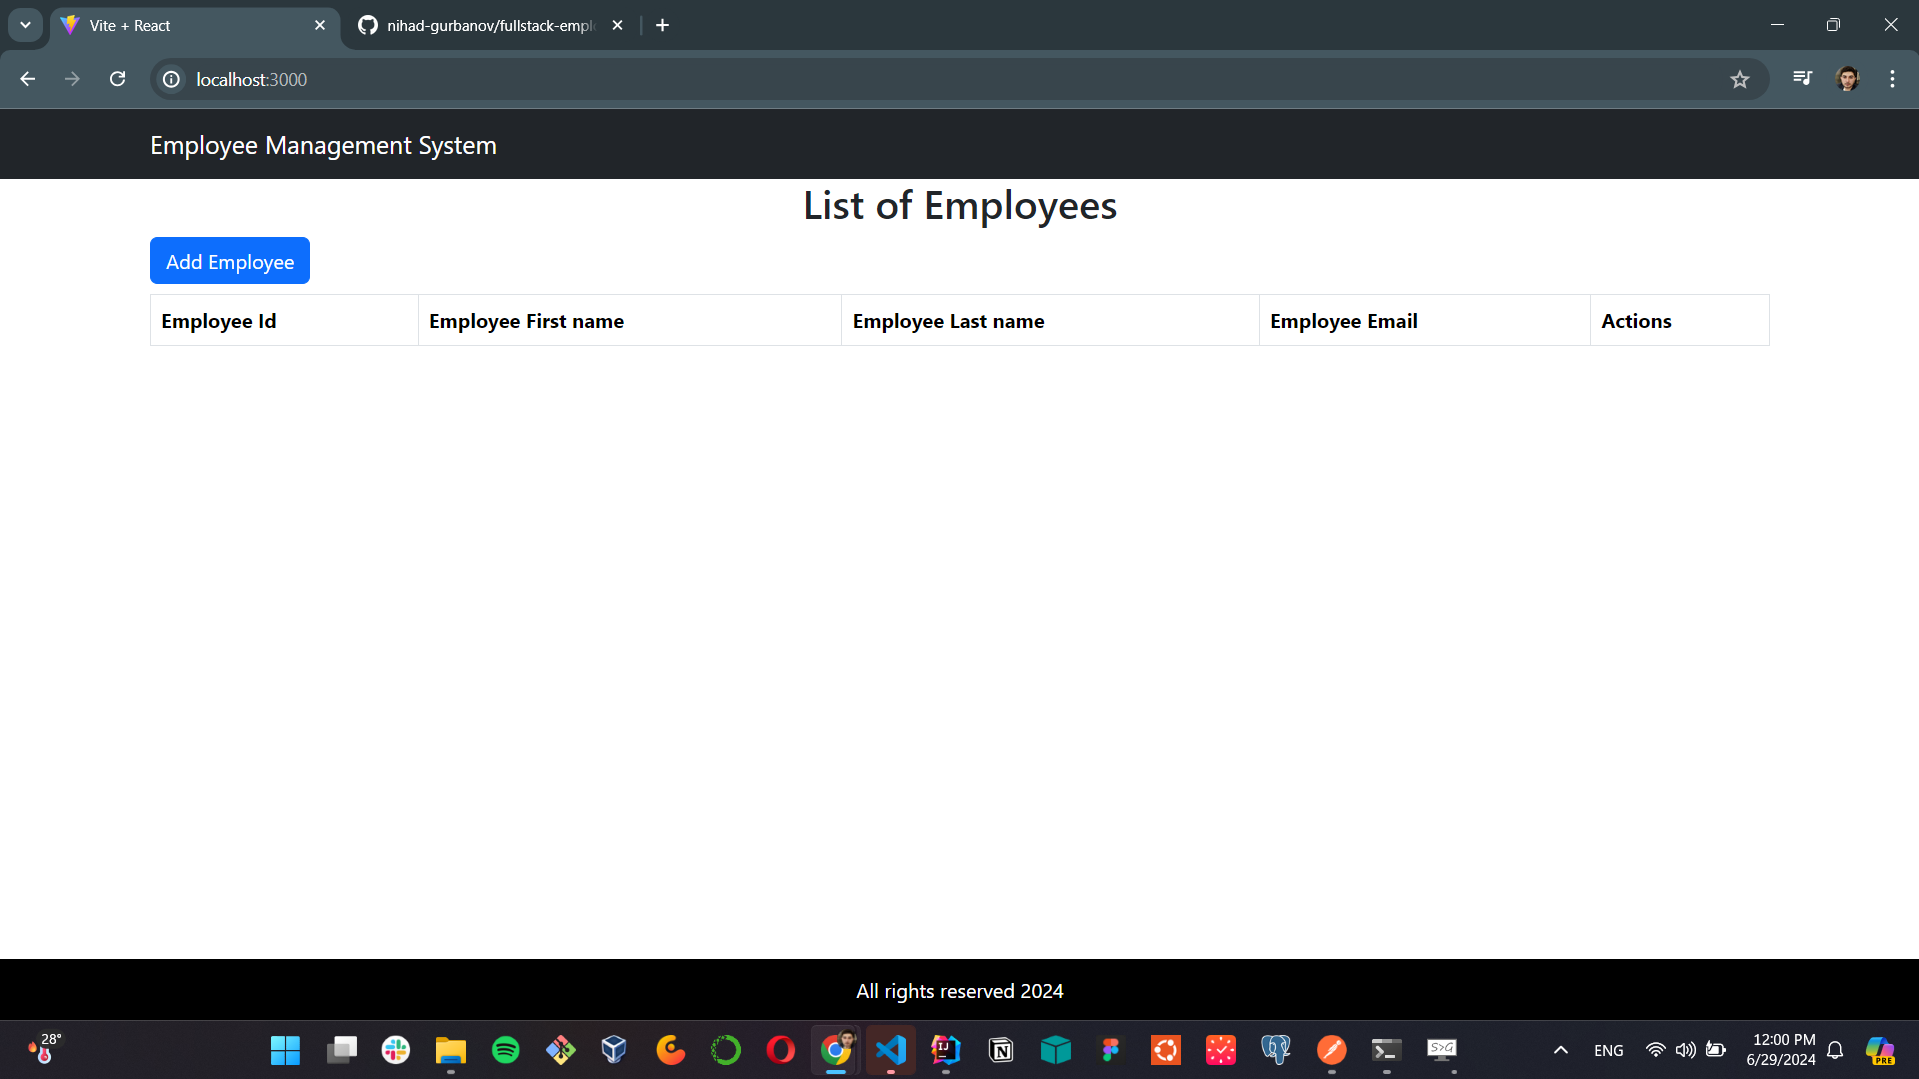 Vite + React
nihad-gurbanov/fullstack-empl
localhost:3000
Employee Management System
List of Employees
Add Employee
Employee Id
Employee First name
Employee Last name
Employee Email
Actions
All rights reserved 2024
28°
IJ
S>G
ENG
12:00 PM
6/29/2024
PRE